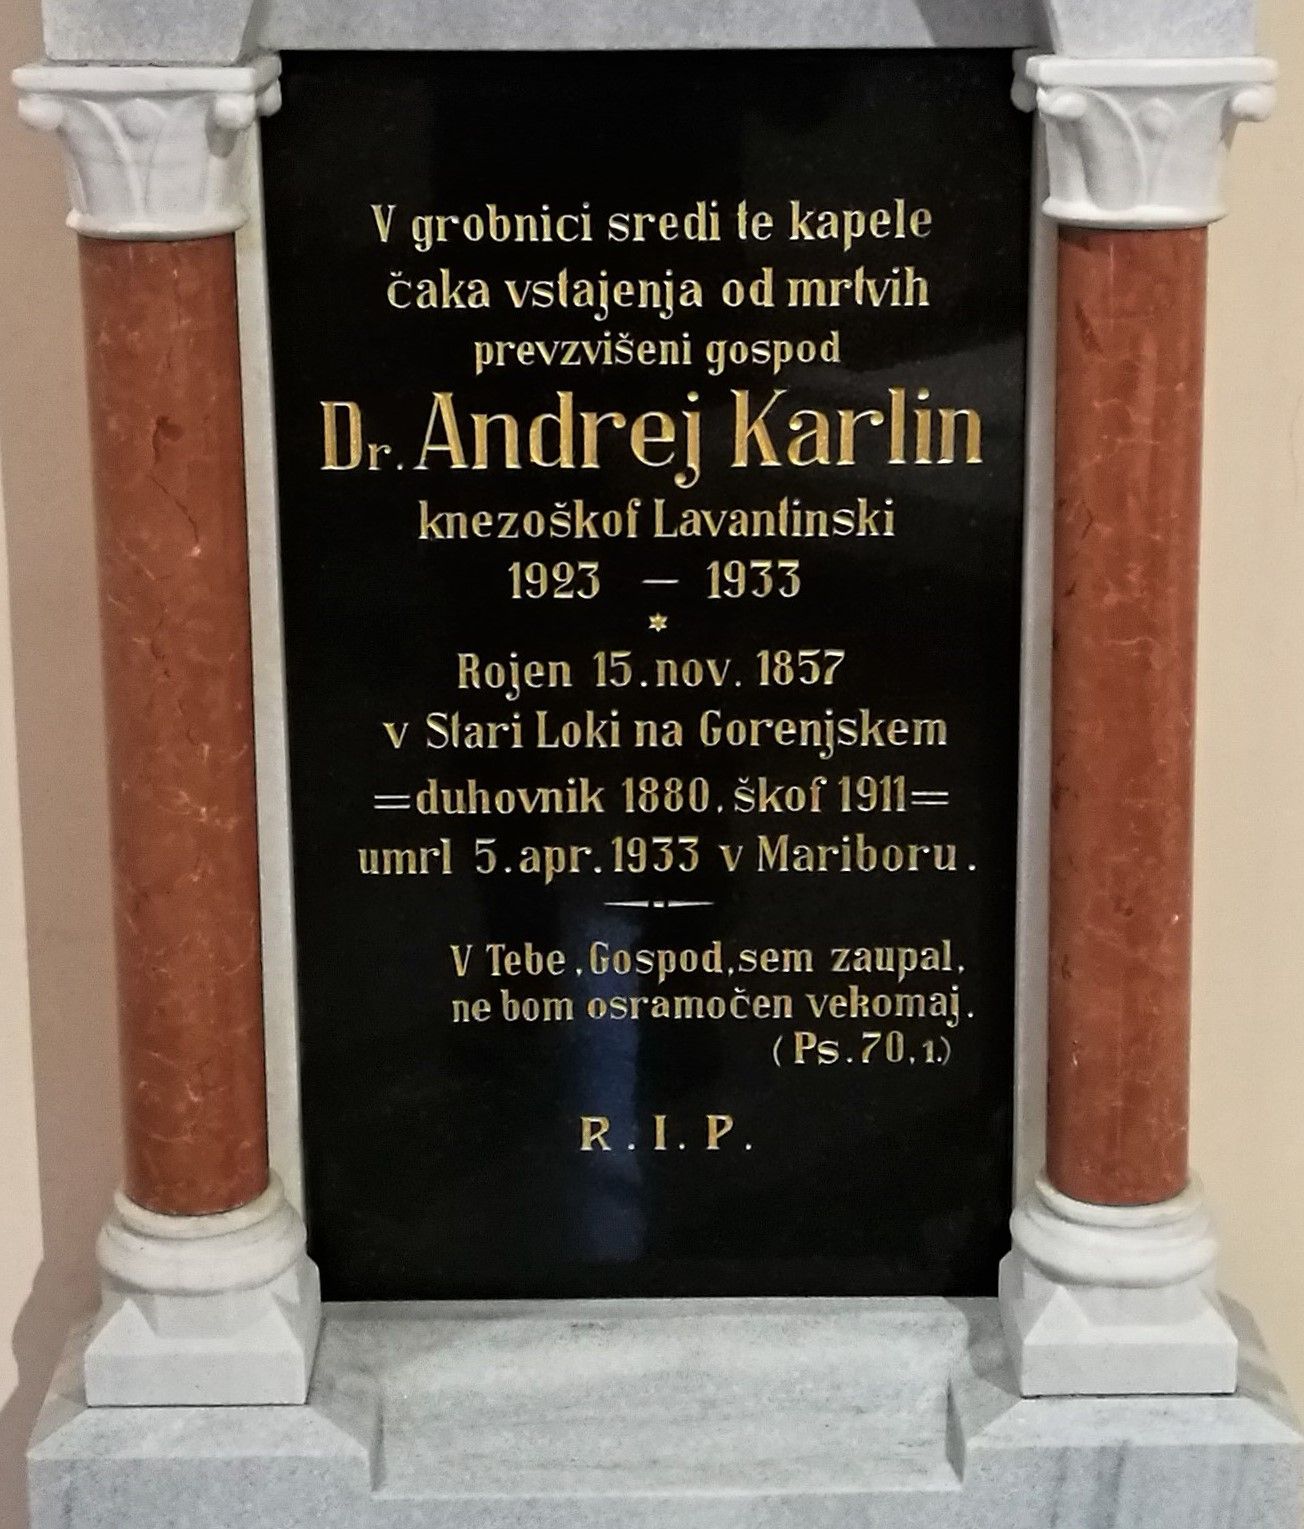 V grobnici sredi te kapele
čaka vstajenja od mrtvih
prevzvišeni gospod
Dr. Andrej Karlin
knezoškof Lavantinski
1923 — 1933
*
Rojen 15. nov. 1857
v Stari Loki na Gorenjskem
=duhovnik 1880, škof 1911=
umrl 5. apr. 1933 v Mariboru.
V Tebe, Gospod, sem zaupal,
ne bom osramočen vekomaj.
(Ps. 70, 1.)
R. I. P.